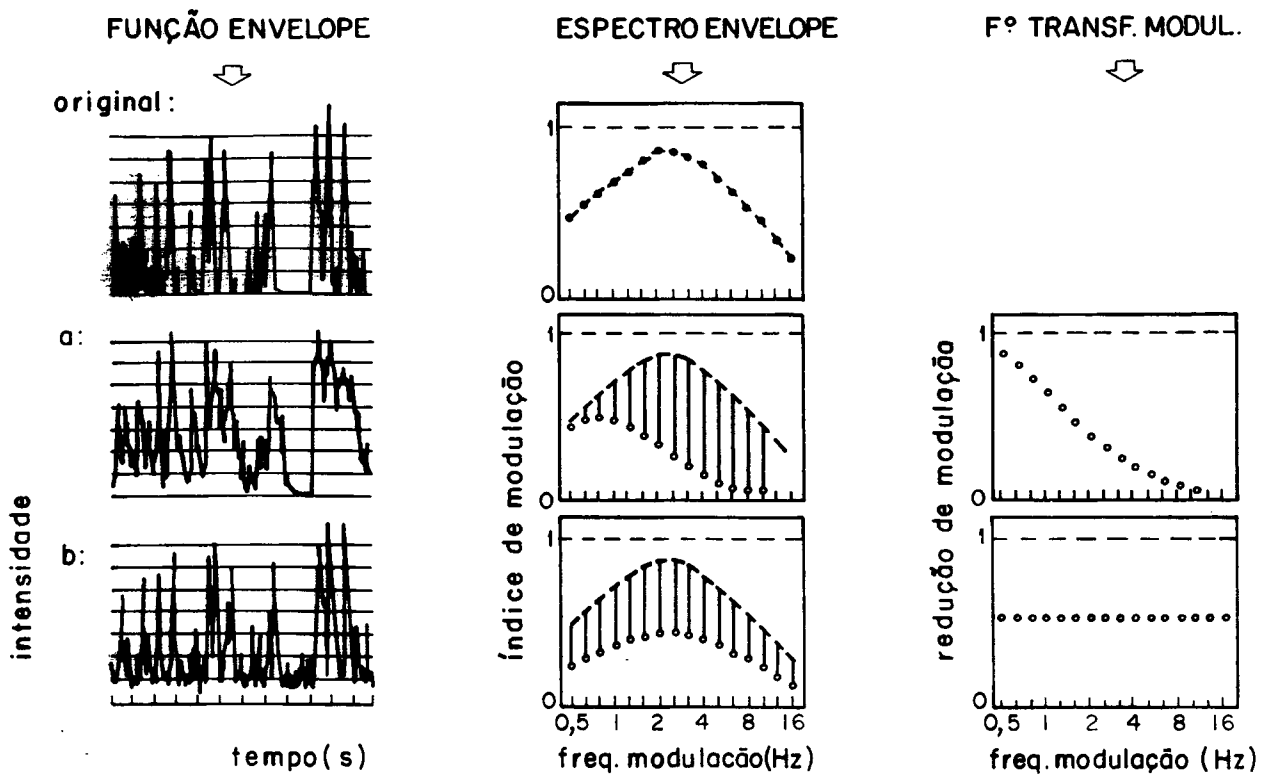 FUNÇÃO ENVELOPE
ESPECTRO ENVELOPE
Fº TRANSF. MODUL.
original:
a:
b:
intensidade
tempo(s)
1
0
1
0
1
0
índice de modulação
0,5 1 2 4 8 16
freq. modulacão(Hz)
1
0
1
0
redução de modulação
0,5 1 2 4 8 16
freq. modulação (Hz)